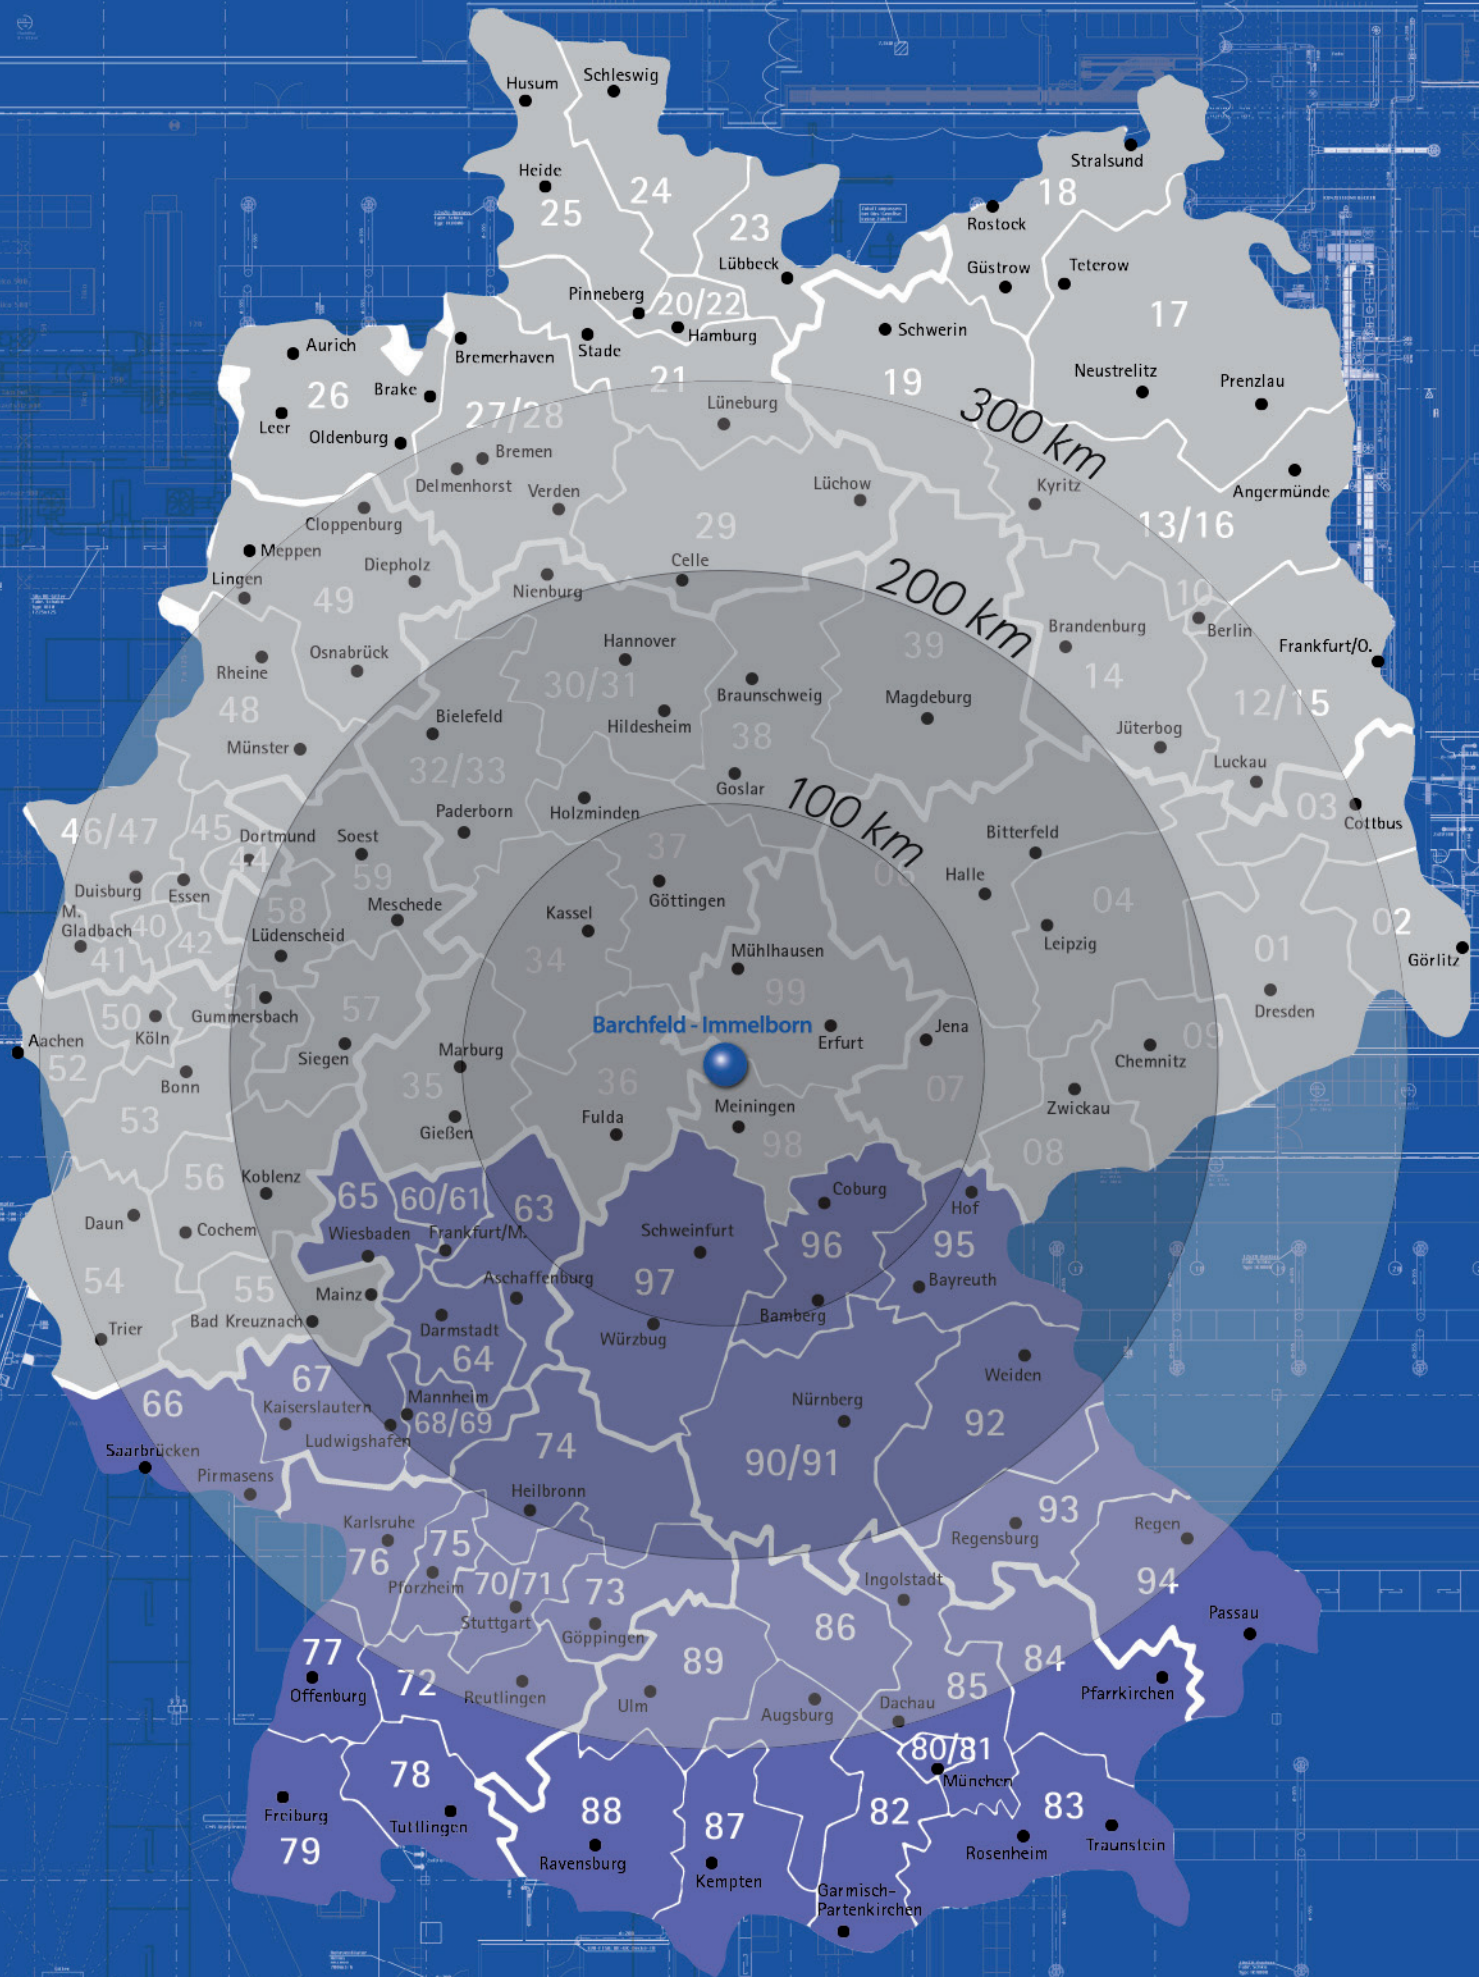 Husum
Schleswig
Stralsund
Heide
24
18
25
Rostock
23
Lübbeck
Güstrow
Teterow
Pinneberg
20/22
17
Schwerin
Hamburg
Aurich
Stade
Bremerhaven
Neustrelitz
21
19
Prenzlau
Brake
26
300 km
Lüneburg
27/28
Leer
Oldenburg
Bremen
Delmenhorst
Verden
Lüchow
Kyritz
Angermünde
Cloppenburg
29
13/16
Meppen
Diepholz
Celle
200 km
Lingen
Nienburg
49
10
Berlin
Brandenburg
Hannover
39
Frankfurt/O.
Osnabrück
Rheine
14
30/31
Braunschweig
Magdeburg
12/15
48
Bielefeld
Hildesheim
Jüterbog
38
Münster
Luckau
32/33
Goslar
100 km
03
Paderborn
Holzminden
Cottbus
46/47
45
Dortmund
Soest
Bitterfeld
37
44
59
06
Halle
Duisburg
Essen
04
Meschede
Göttingen
58
Kassel
M.
Gladbach
40
02
42
Lüdenscheid
Leipzig
01
Mühlhausen
41
34
Görlitz
99
51
50
Gummersbach
57
Dresden
Barchfeld - Immelborn
Jena
Köln
09
Aachen
Erfurt
Siegen
Marburg
Chemnitz
52
Bonn
35
36
07
Meiningen
Zwickau
53
Fulda
Gießen
98
08
56
Koblenz
65
60/61
63
Coburg
Hof
Daun
Cochem
Wiesbaden
Frankfurt/M.
Schweinfurt
96
95
54
55
Mainz
Aschaffenburg
97
Bayreuth
Bad Kreuznach
Bamberg
Trier
Darmstadt
Würzbug
64
Weiden
67
66
Mannheim
Kaiserslautern
68/69
Nürnberg
92
Ludwigshafen
74
Saarbrücken
90/91
Pirmasens
Heilbronn
93
Karlsruhe
Regensburg
Regen
75
76
Pforzheim
70/71
73
Ingolstadt
94
Stuttgart
Göppingen
86
Passau
77
89
84
Offenburg
72
Reutlingen
Ulm
85
Pfarrkirchen
Augsburg
Dachau
80/81
78
München
Freiburg
Tuttlingen
88
87
82
83
79
Ravensburg
Rosenheim
Traunstein
Kempten
Garmisch-
Partenkirchen